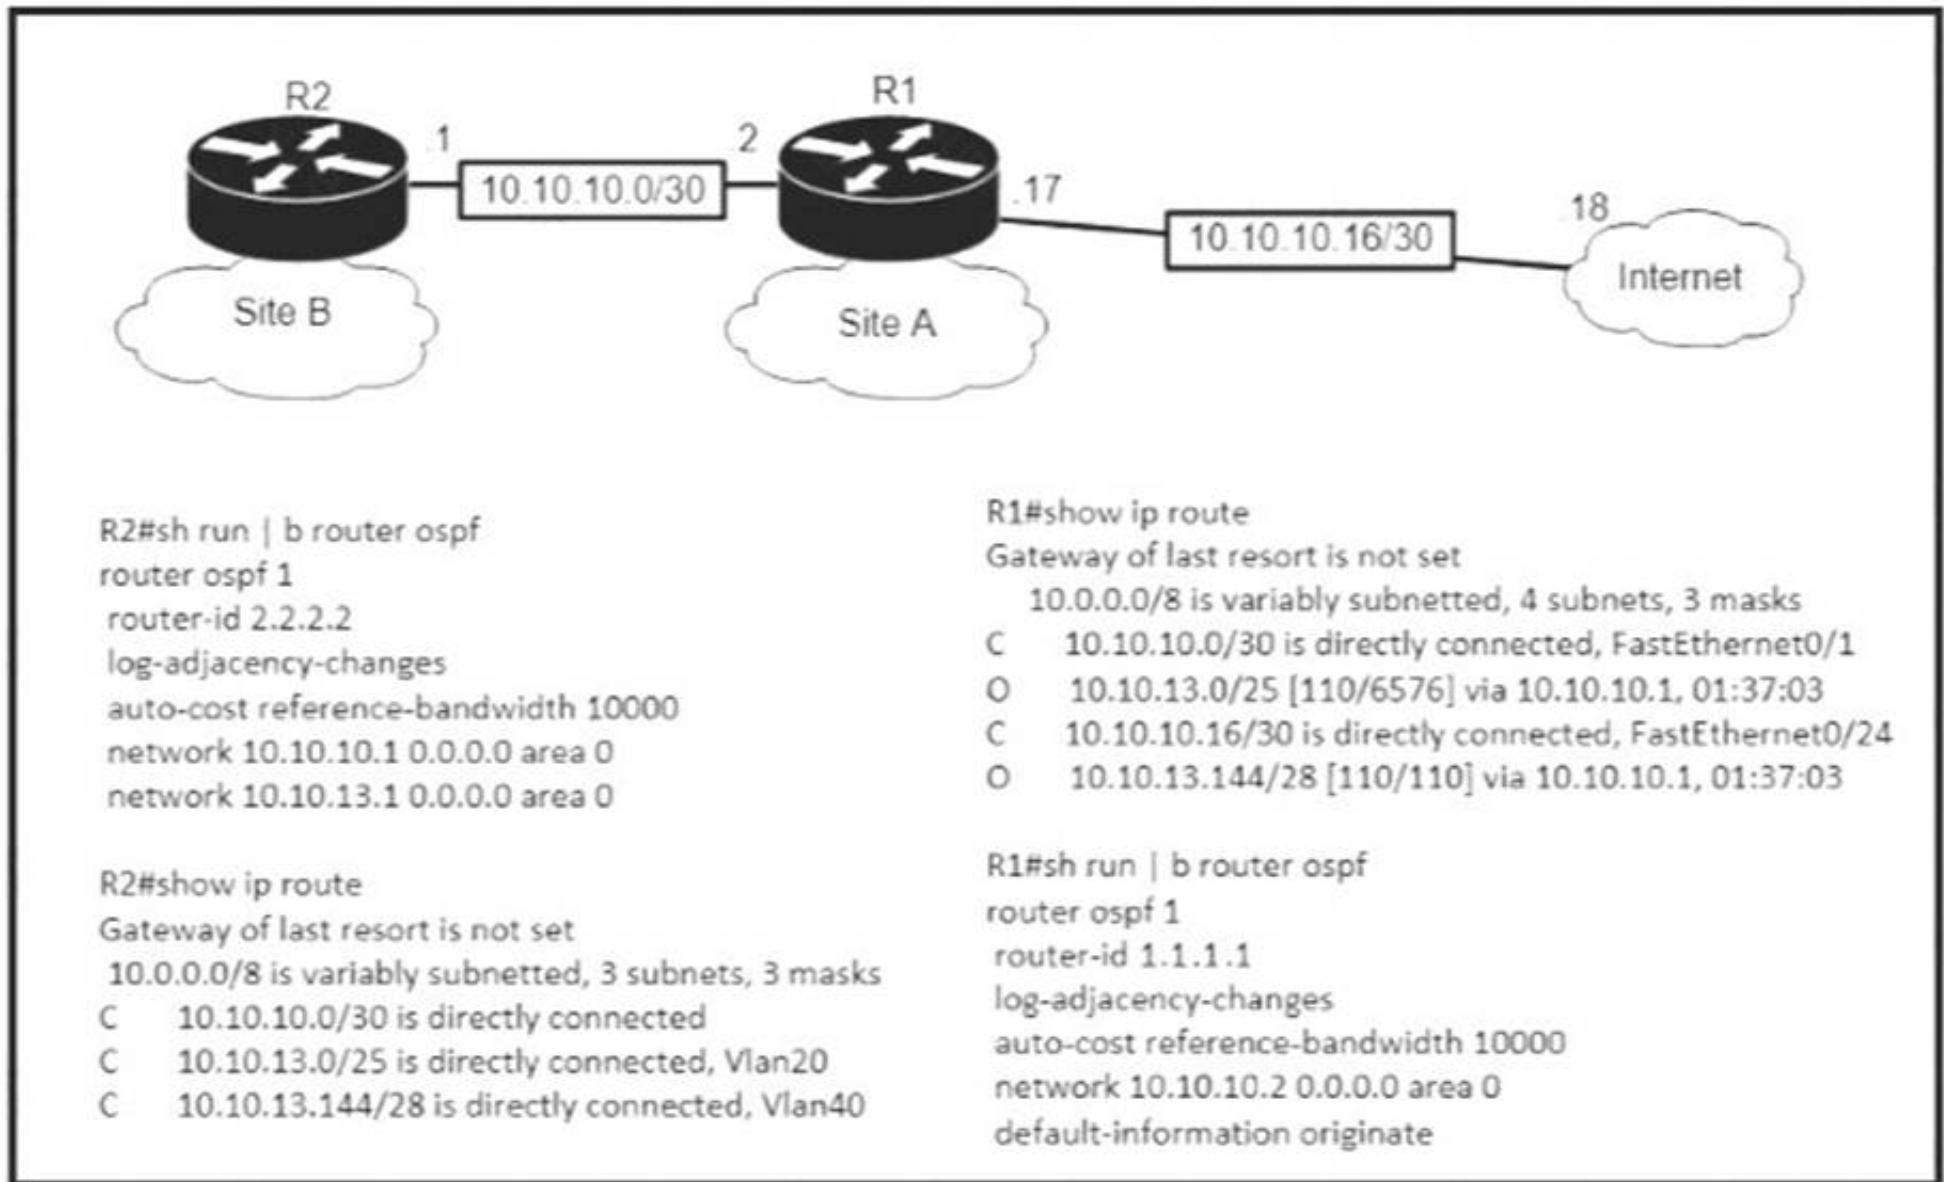 R2
R1
.1
.2
10.10.10.0/30
.17
10.10.10.16/30
.18
Internet
Site B
Site A
R2#sh run | b router ospf
router ospf 1
router-id 2.2.2.2
log-adjacency-changes
auto-cost reference-bandwidth 10000
network 10.10.10.1 0.0.0.0 area 0
network 10.10.13.1 0.0.0.0 area 0
R2#show ip route
Gateway of last resort is not set
10.0.0.0/8 is variably subnetted, 3 subnets, 3 masks
C 10.10.10.0/30 is directly connected
C 10.10.13.0/25 is directly connected, Vlan20
C 10.10.13.144/28 is directly connected, Vlan40
R1#show ip route
Gateway of last resort is not set
10.0.0.0/8 is variably subnetted, 4 subnets, 3 masks
C 10.10.10.0/30 is directly connected, FastEthernet0/1
O 10.10.13.0/25 [110/6576] via 10.10.10.1, 01:37:03
C 10.10.10.16/30 is directly connected, FastEthernet0/24
O 10.10.13.144/28 [110/110] via 10.10.10.1, 01:37:03
R1#sh run | b router ospf
router ospf 1
router-id 1.1.1.1
log-adjacency-changes
auto-cost reference-bandwidth 10000
network 10.10.10.2 0.0.0.0 area 0
default-information originate